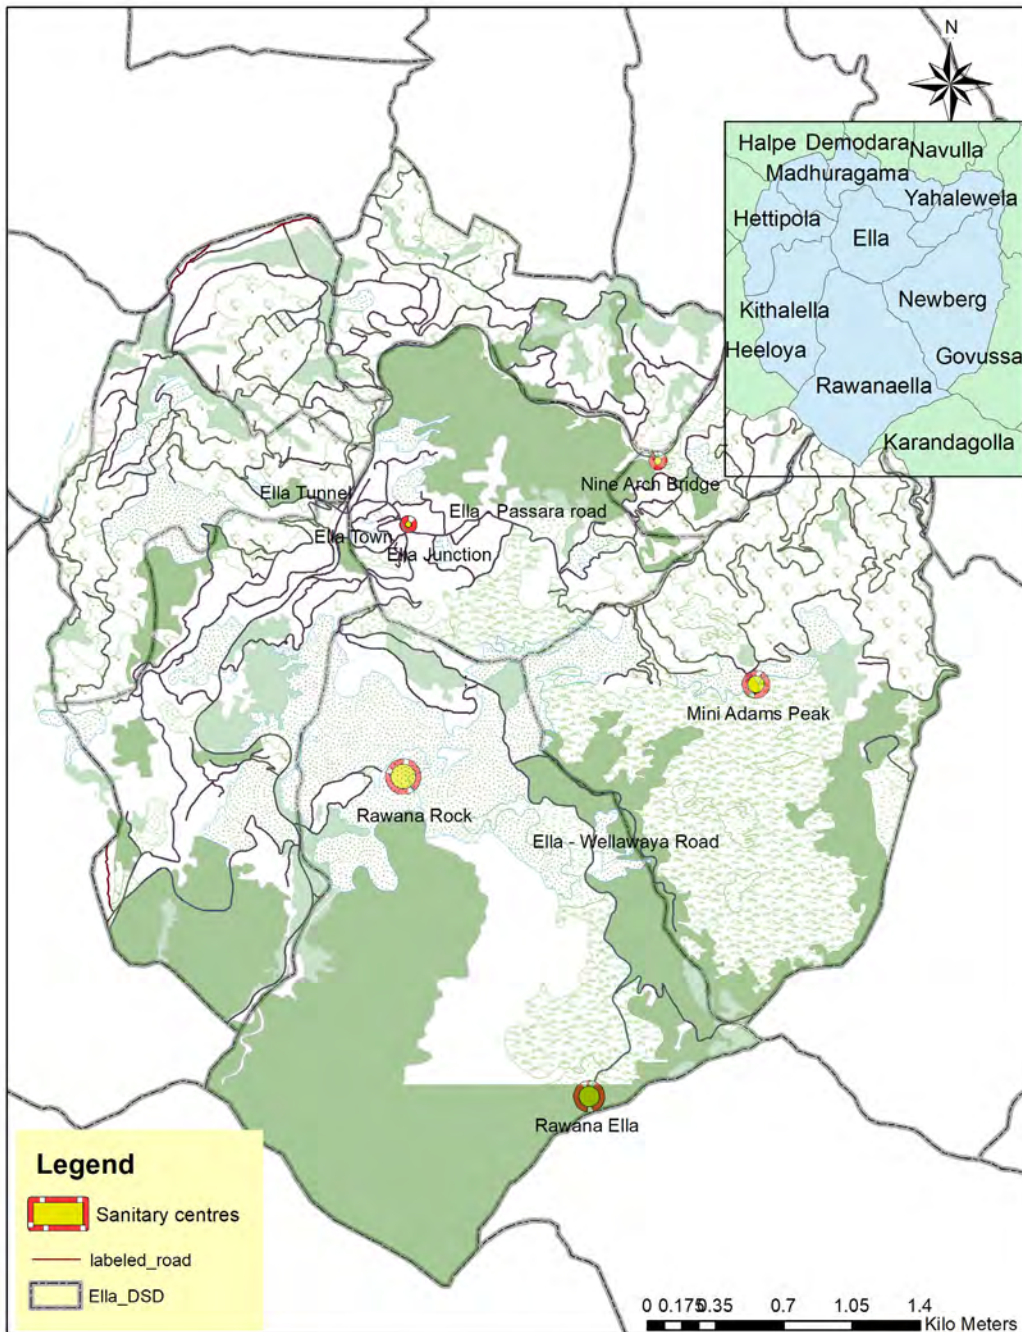 N
Halpe Demodara
Navulla
Madhuragama
Yahalewela
Hettipola
Ella
Newberg
Kithalella
Heeloya
Govussa
Rawanaella
Karandagolla
Nine Arch Bridge
Ella Tunnel
Ella - Passara road
Ella Town
Ella Junction
Mini Adams Peak
Rawana Rock
Ella - Wellawaya Road
Rawana Ella
Legend
Sanitary centres
labeled_road
Ella_DSD
0 0.175 0.35 0.7 1.05 1.4
Kilo Meters